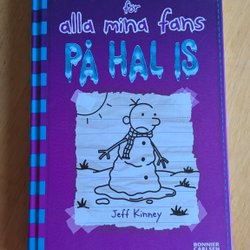 för
alla mina fans
PÅ HAL IS
Jeff Kinney
BONNIER
CARLSEN